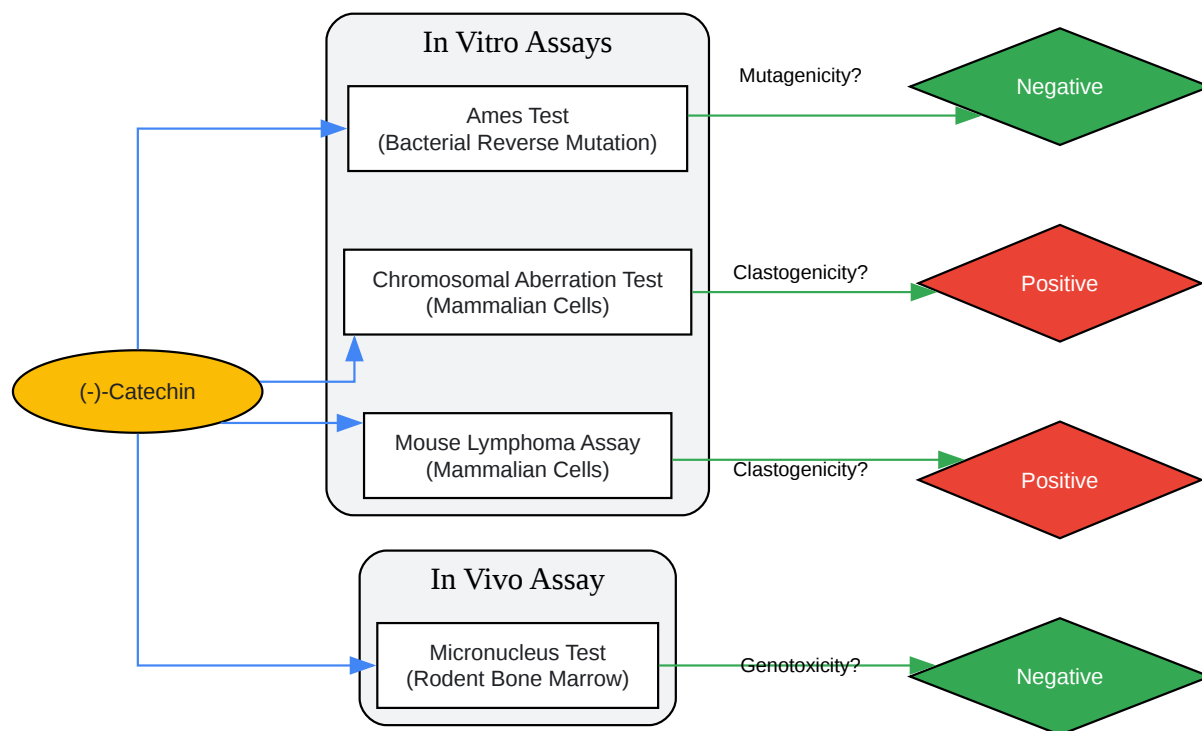 In Vitro Assays
Ames Test
(Bacterial Reverse Mutation)
Mutagenicity?
Negative
Chromosomal Aberration Test
(Mammalian Cells)
Clastogenicity?
Positive
(-)-Catechin
Mouse Lymphoma Assay
(Mammalian Cells)
Clastogenicity?
Positive
In Vivo Assay
Micronucleus Test
(Rodent Bone Marrow)
Genotoxicity?
Negative